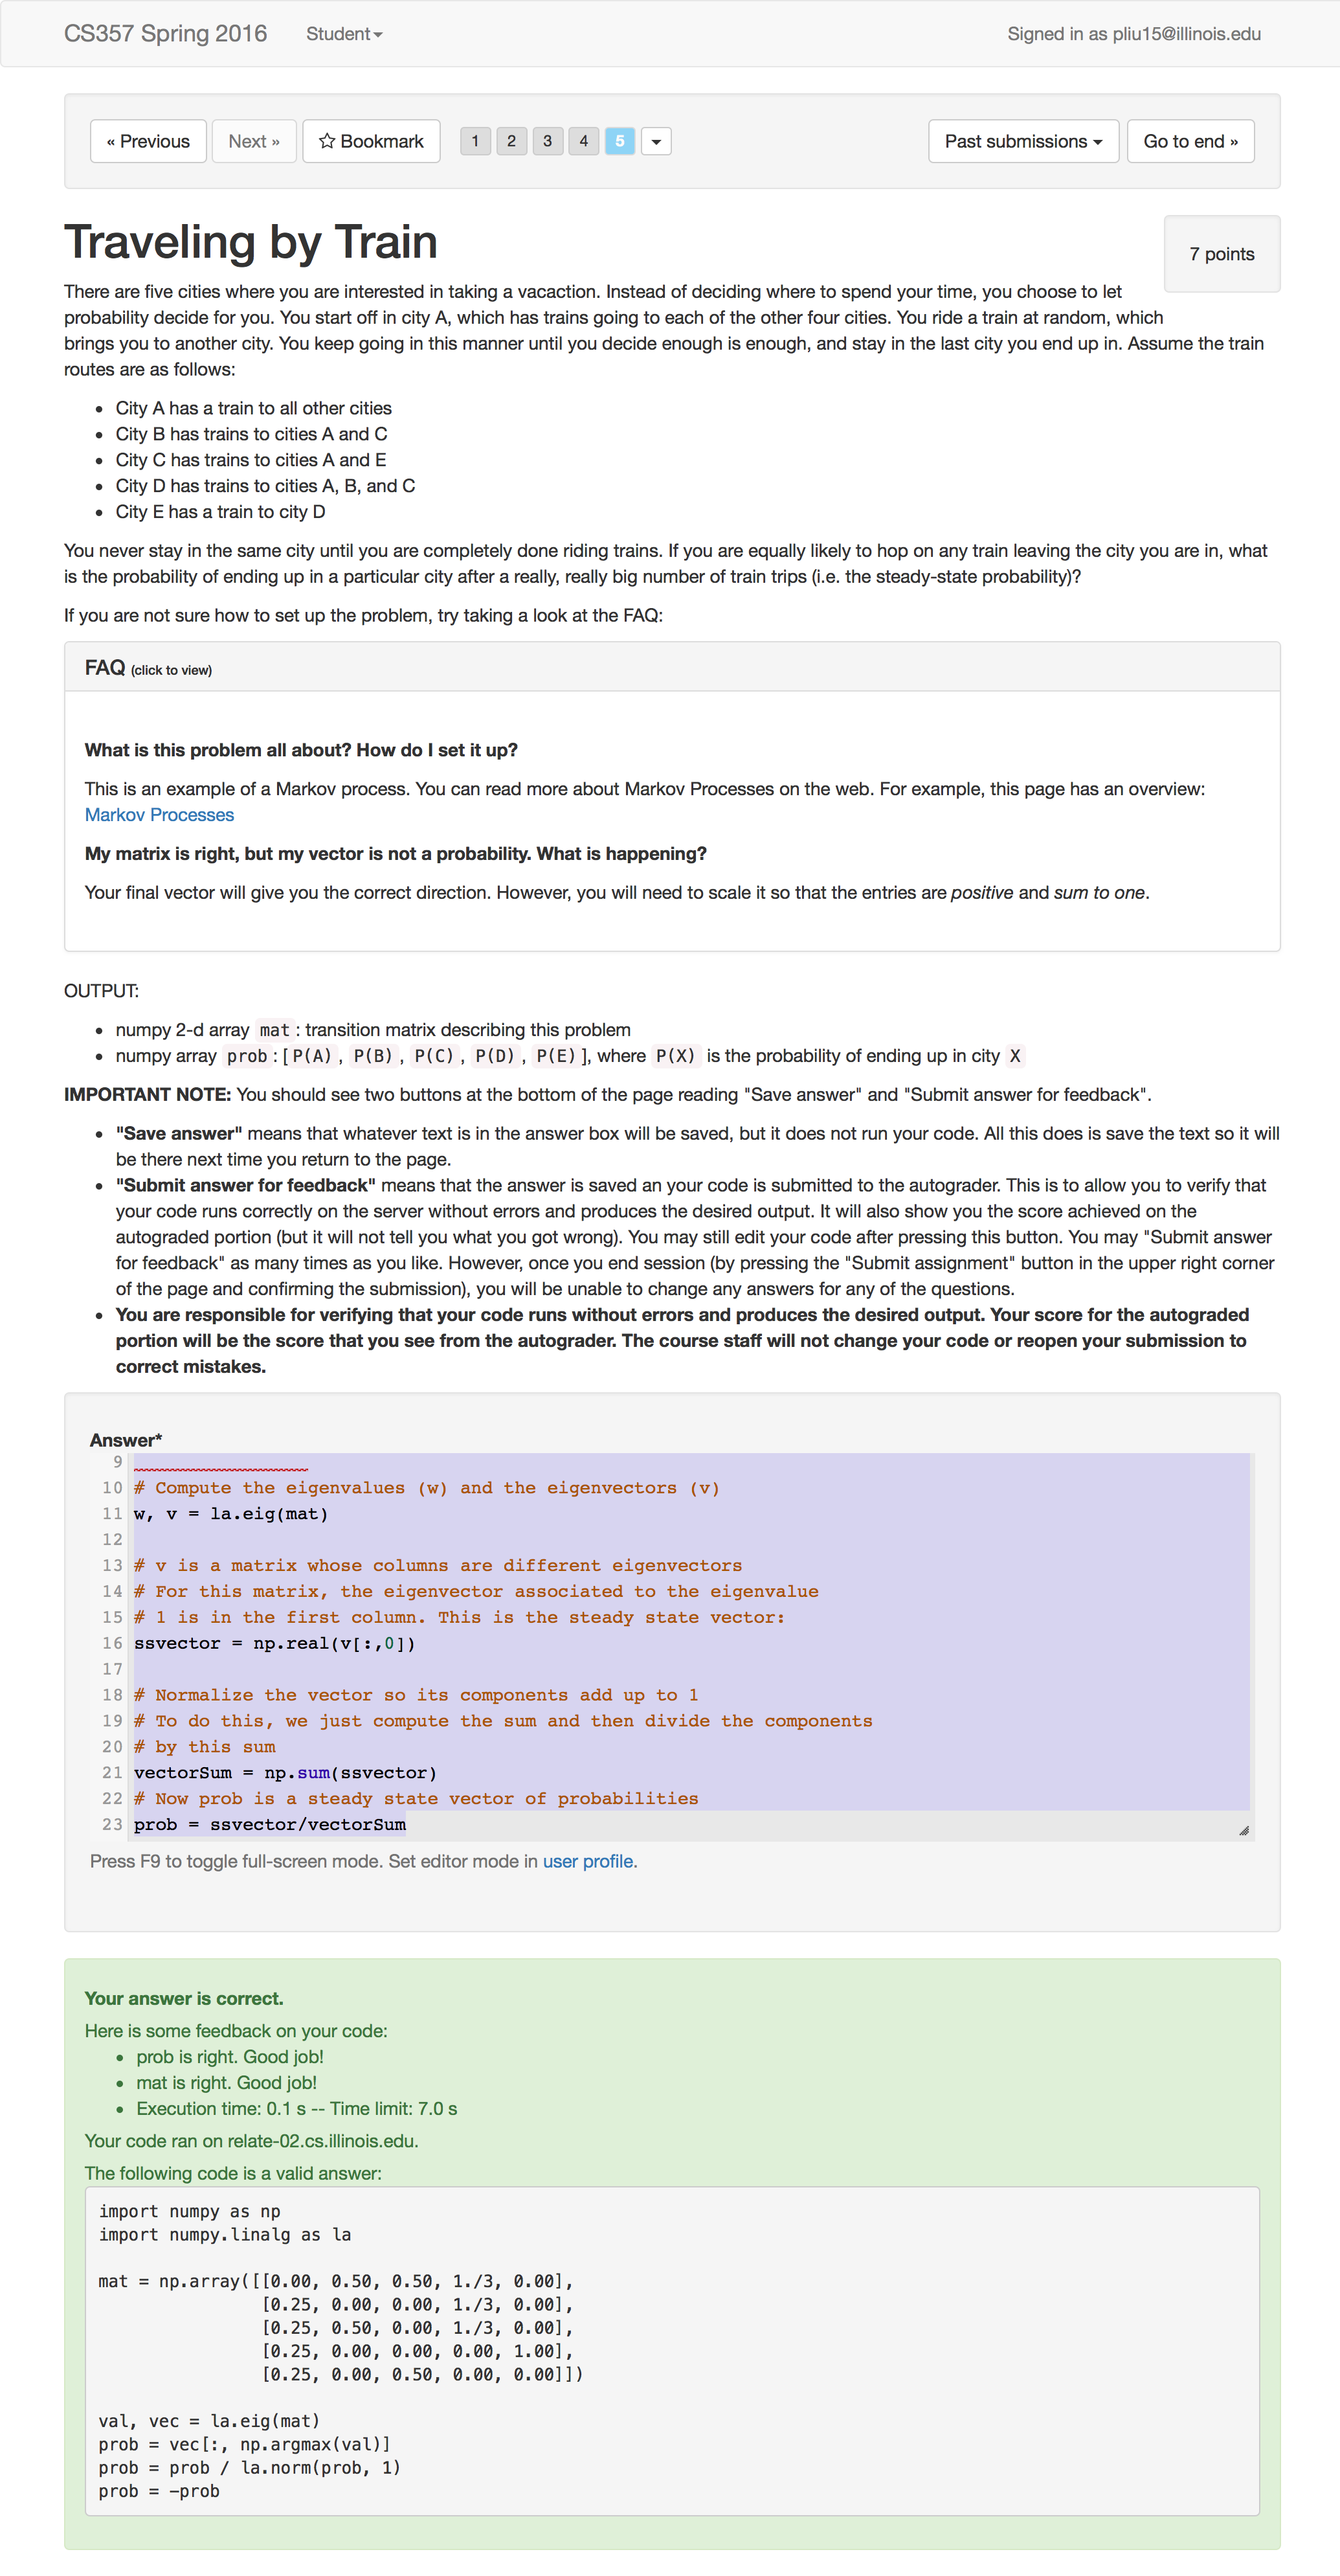 CS357 Spring 2016 Student Signed in as pliu15@illinois.edu
« Previous Next » Bookmark 1 2 3 4 5 Past submissions Go to end »
Traveling by Train
7 points
There are five cities where you are interested in taking a vacaction. Instead of deciding where to spend your time, you choose to let
probability decide for you. You start off in city A, which has trains going to each of the other four cities. You ride a train at random, which
brings you to another city. You keep going in this manner until you decide enough is enough, and stay in the last city you end up in. Assume the train
routes are as follows:
• City A has a train to all other cities
• City B has trains to cities A and C
• City C has trains to cities A and E
• City D has trains to cities A, B, and C
• City E has a train to city D
You never stay in the same city until you are completely done riding trains. If you are equally likely to hop on any train leaving the city you are in, what
is the probability of ending up in a particular city after a really, really big number of train trips (i.e. the steady-state probability)?
If you are not sure how to set up the problem, try taking a look at the FAQ:
FAQ (click to view)
What is this problem all about? How do I set it up?
This is an example of a Markov process. You can read more about Markov Processes on the web. For example, this page has an overview:
Markov Processes
My matrix is right, but my vector is not a probability. What is happening?
Your final vector will give you the correct direction. However, you will need to scale it so that the entries are positive and sum to one.
OUTPUT:
• numpy 2-d array mat : transition matrix describing this problem
• numpy array prob : [ P(A) , P(B) , P(C) , P(D) , P(E) ], where P(X) is the probability of ending up in city X
IMPORTANT NOTE: You should see two buttons at the bottom of the page reading "Save answer" and "Submit answer for feedback".
• "Save answer" means that whatever text is in the answer box will be saved, but it does not run your code. All this does is save the text so it will
be there next time you return to the page.
• "Submit answer for feedback" means that the answer is saved an your code is submitted to the autograder. This is to allow you to verify that
your code runs correctly on the server without errors and produces the desired output. It will also show you the score achieved on the
autograded portion (but it will not tell you what you got wrong). You may still edit your code after pressing this button. You may "Submit answer
for feedback" as many times as you like. However, once you end session (by pressing the "Submit assignment" button in the upper right corner
of the page and confirming the submission), you will be unable to change any answers for any of the questions.
• You are responsible for verifying that your code runs without errors and produces the desired output. Your score for the autograded
portion will be the score that you see from the autograder. The course staff will not change your code or reopen your submission to
correct mistakes.
Answer*
9
10 # Compute the eigenvalues (w) and the eigenvectors (v)
11 w, v = la.eig(mat)
12
13 # v is a matrix whose columns are different eigenvectors
14 # For this matrix, the eigenvector associated to the eigenvalue
15 # 1 is in the first column. This is the steady state vector:
16 ssvector = np.real(v[:,0])
17
18 # Normalize the vector so its components add up to 1
19 # To do this, we just compute the sum and then divide the components
20 # by this sum
21 vectorSum = np.sum(ssvector)
22 # Now prob is a steady state vector of probabilities
23 prob = ssvector/vectorSum
Press F9 to toggle full-screen mode. Set editor mode in user profile.
Your answer is correct.
Here is some feedback on your code:
• prob is right. Good job!
• mat is right. Good job!
• Execution time: 0.1 s -- Time limit: 7.0 s
Your code ran on relate-02.cs.illinois.edu.
The following code is a valid answer:
import numpy as np
import numpy.linalg as la
mat = np.array([[0.00, 0.50, 0.50, 1./3, 0.00],
[0.25, 0.00, 0.00, 1./3, 0.00],
[0.25, 0.50, 0.00, 1./3, 0.00],
[0.25, 0.00, 0.00, 0.00, 1.00],
[0.25, 0.00, 0.50, 0.00, 0.00]])
val, vec = la.eig(mat)
prob = vec[:, np.argmax(val)]
prob = prob / la.norm(prob, 1)
prob = -prob